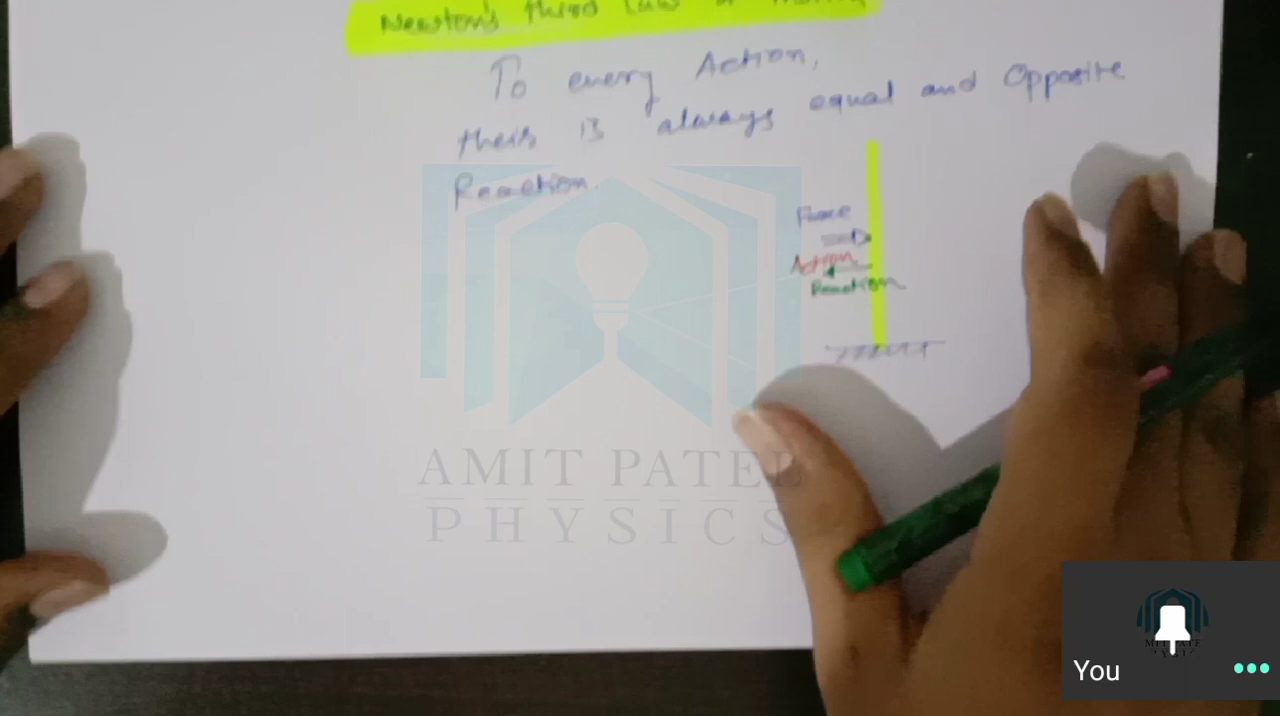 Newton's third Law of Motion
To every Action,
their is always equal and Opposite
Reaction.
Force
Action
Reaction
AMIT PATEL
PHYSICS
You